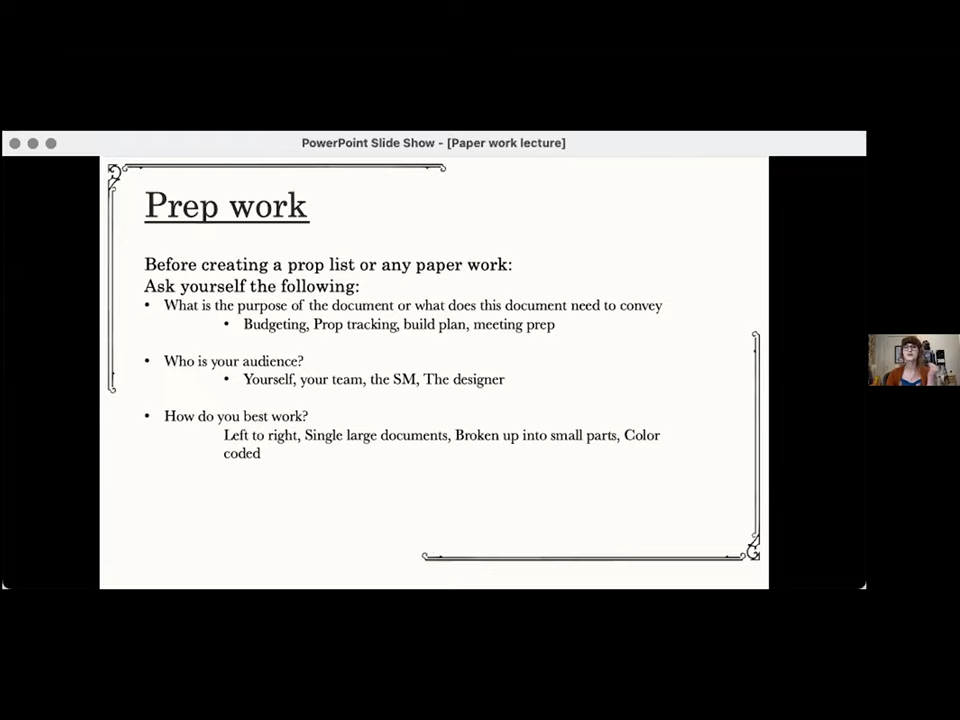 PowerPoint Slide Show - [Paper work lecture]
Prep work
Before creating a prop list or any paper work:
Ask yourself the following:
• What is the purpose of the document or what does this document need to convey
• Budgeting, Prop tracking, build plan, meeting prep
• Who is your audience?
• Yourself, your team, the SM, The designer
• How do you best work?
Left to right, Single large documents, Broken up into small parts, Color
coded